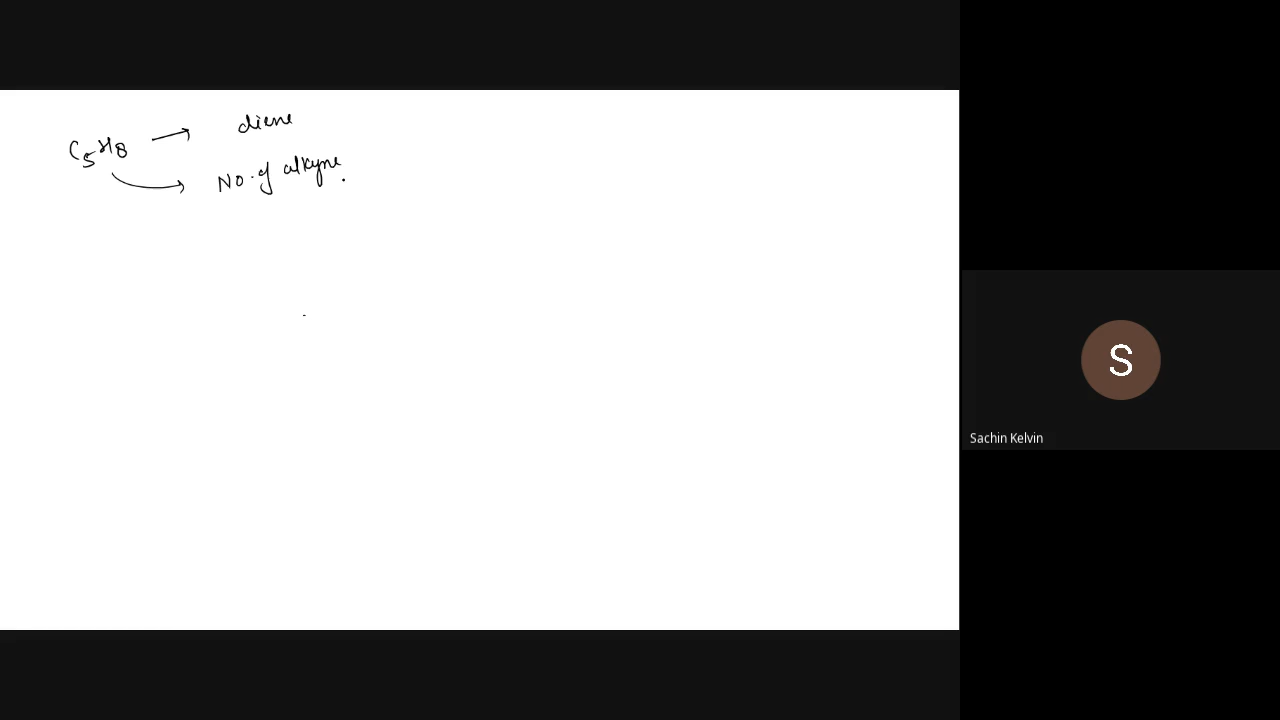 C5H8 → diene
→ No. of alkyne.
S
Sachin Kelvin